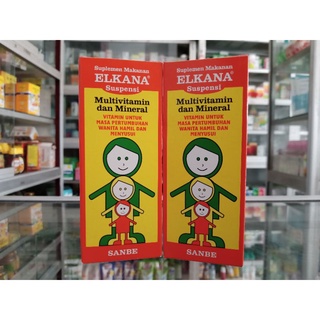 Suplemen Makanan
ELKANA®
Suspensi
Multivitamin
dan Mineral
VITAMIN UNTUK
MASA PERTUMBUHAN
WANITA HAMIL DAN
MENYUSUI
SANBE
Suplemen Makanan
ELKANA®
Suspensi
Multivitamin
dan Mineral
VITAMIN UNTUK
MASA PERTUMBUHAN
WANITA HAMIL DAN
MENYUSUI
SANBE